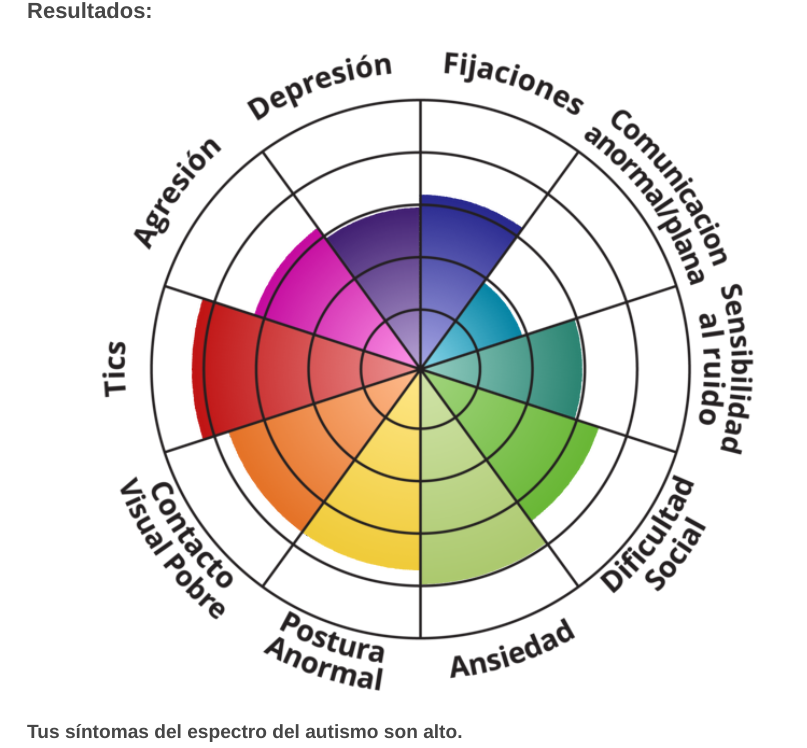 Resultados:
Depresión
Fijaciones
Comunicacion
anormal/plana
Agresión
Sensibilidad
al ruido
Tics
Contacto
Visual Pobre
Dificultad
Social
Postura
Anormal
Ansiedad
Tus síntomas del espectro del autismo son alto.